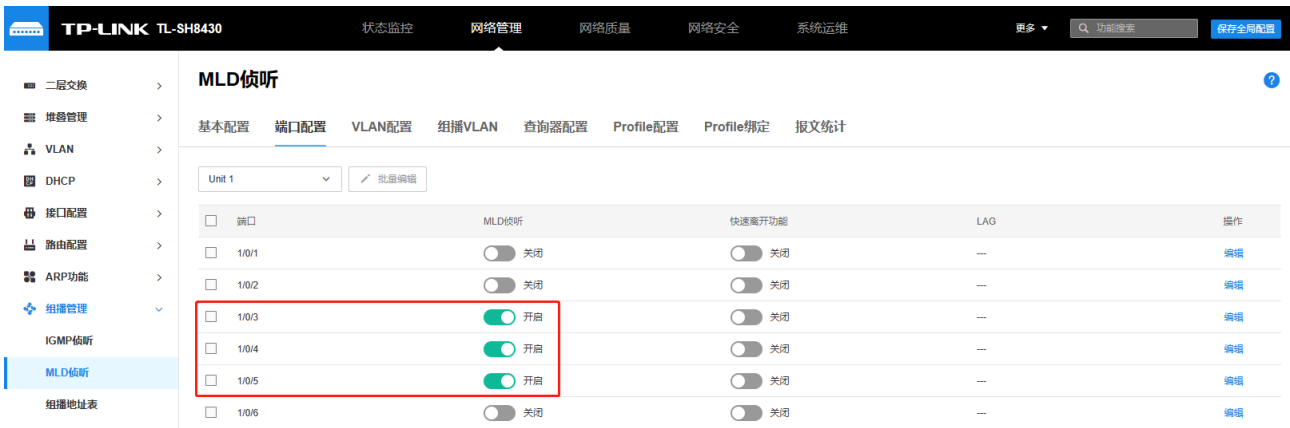 TP-LINK TL-SH8430 状态监控 网络管理 网络质量 网络安全 系统运维 更多 功能搜索 保存全局配置
二层交换
堆叠管理
VLAN
DHCP
接口配置
路由配置
ARP功能
组播管理
IGMP侦听
MLD侦听
组播地址表
MLD侦听 ?
基本配置 端口配置 VLAN配置 组播VLAN 查询器配置 Profile配置 Profile绑定 报文统计
Unit 1 批量编辑
端口 MLD侦听 快速离开功能 LAG 操作
1/0/1 关闭 关闭 --- 编辑
1/0/2 关闭 关闭 --- 编辑
1/0/3 开启 关闭 --- 编辑
1/0/4 开启 关闭 --- 编辑
1/0/5 开启 关闭 --- 编辑
1/0/6 关闭 关闭 --- 编辑